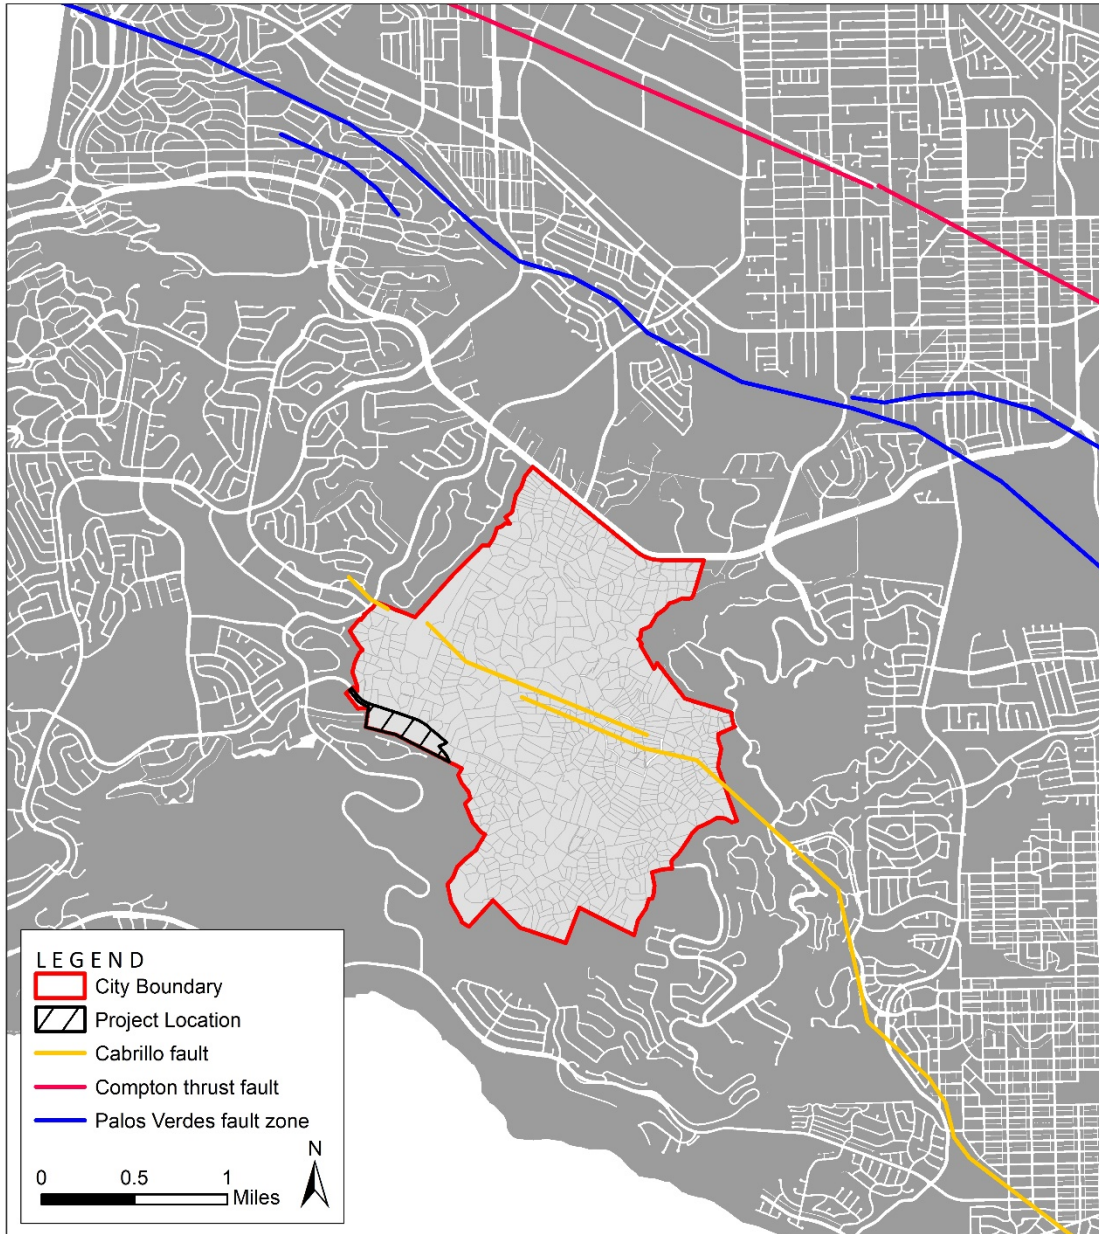 LEGEND
City Boundary
Project Location
Cabrillo fault
Compton thrust fault
Palos Verdes fault zone
N
0 0.5 1
Miles